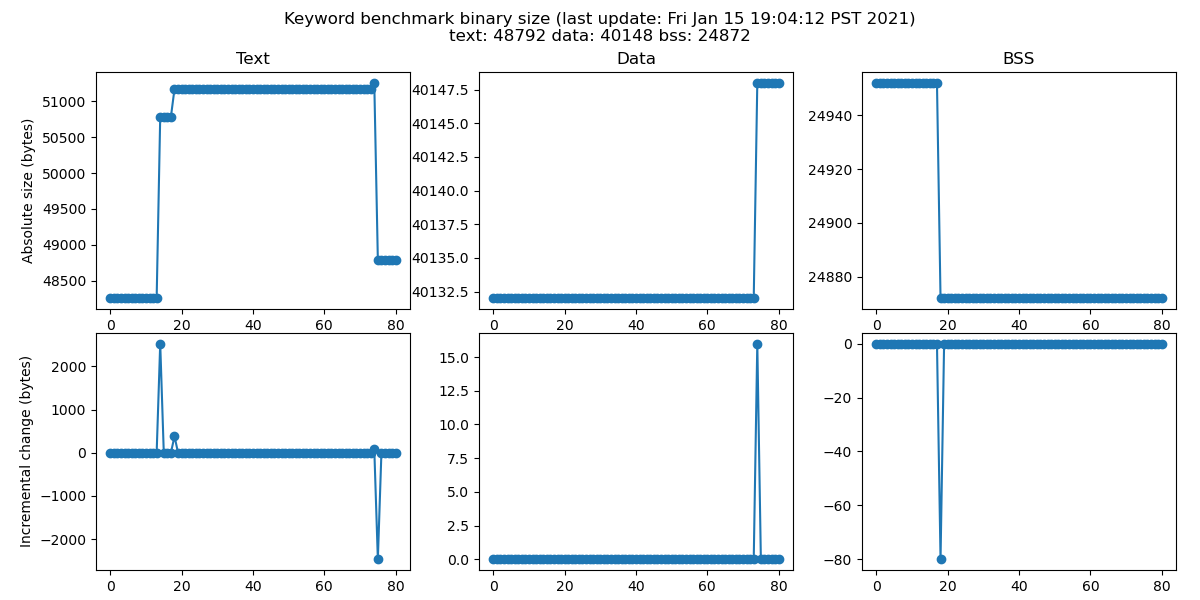 Keyword benchmark binary size (last update: Fri Jan 15 19:04:12 PST 2021)
text: 48792 data: 40148 bss: 24872
Text
Data
BSS
Absolute size (bytes)
51000
50500
50000
49500
49000
48500
0 20 40 60 80
40147.5
40145.0
40142.5
40140.0
40137.5
40135.0
40132.5
0 20 40 60 80
24940
24920
24900
24880
0 20 40 60 80
Incremental change (bytes)
2000
1000
0
−1000
−2000
0 20 40 60 80
15.0
12.5
10.0
7.5
5.0
2.5
0.0
0 20 40 60 80
0
−20
−40
−60
−80
0 20 40 60 80